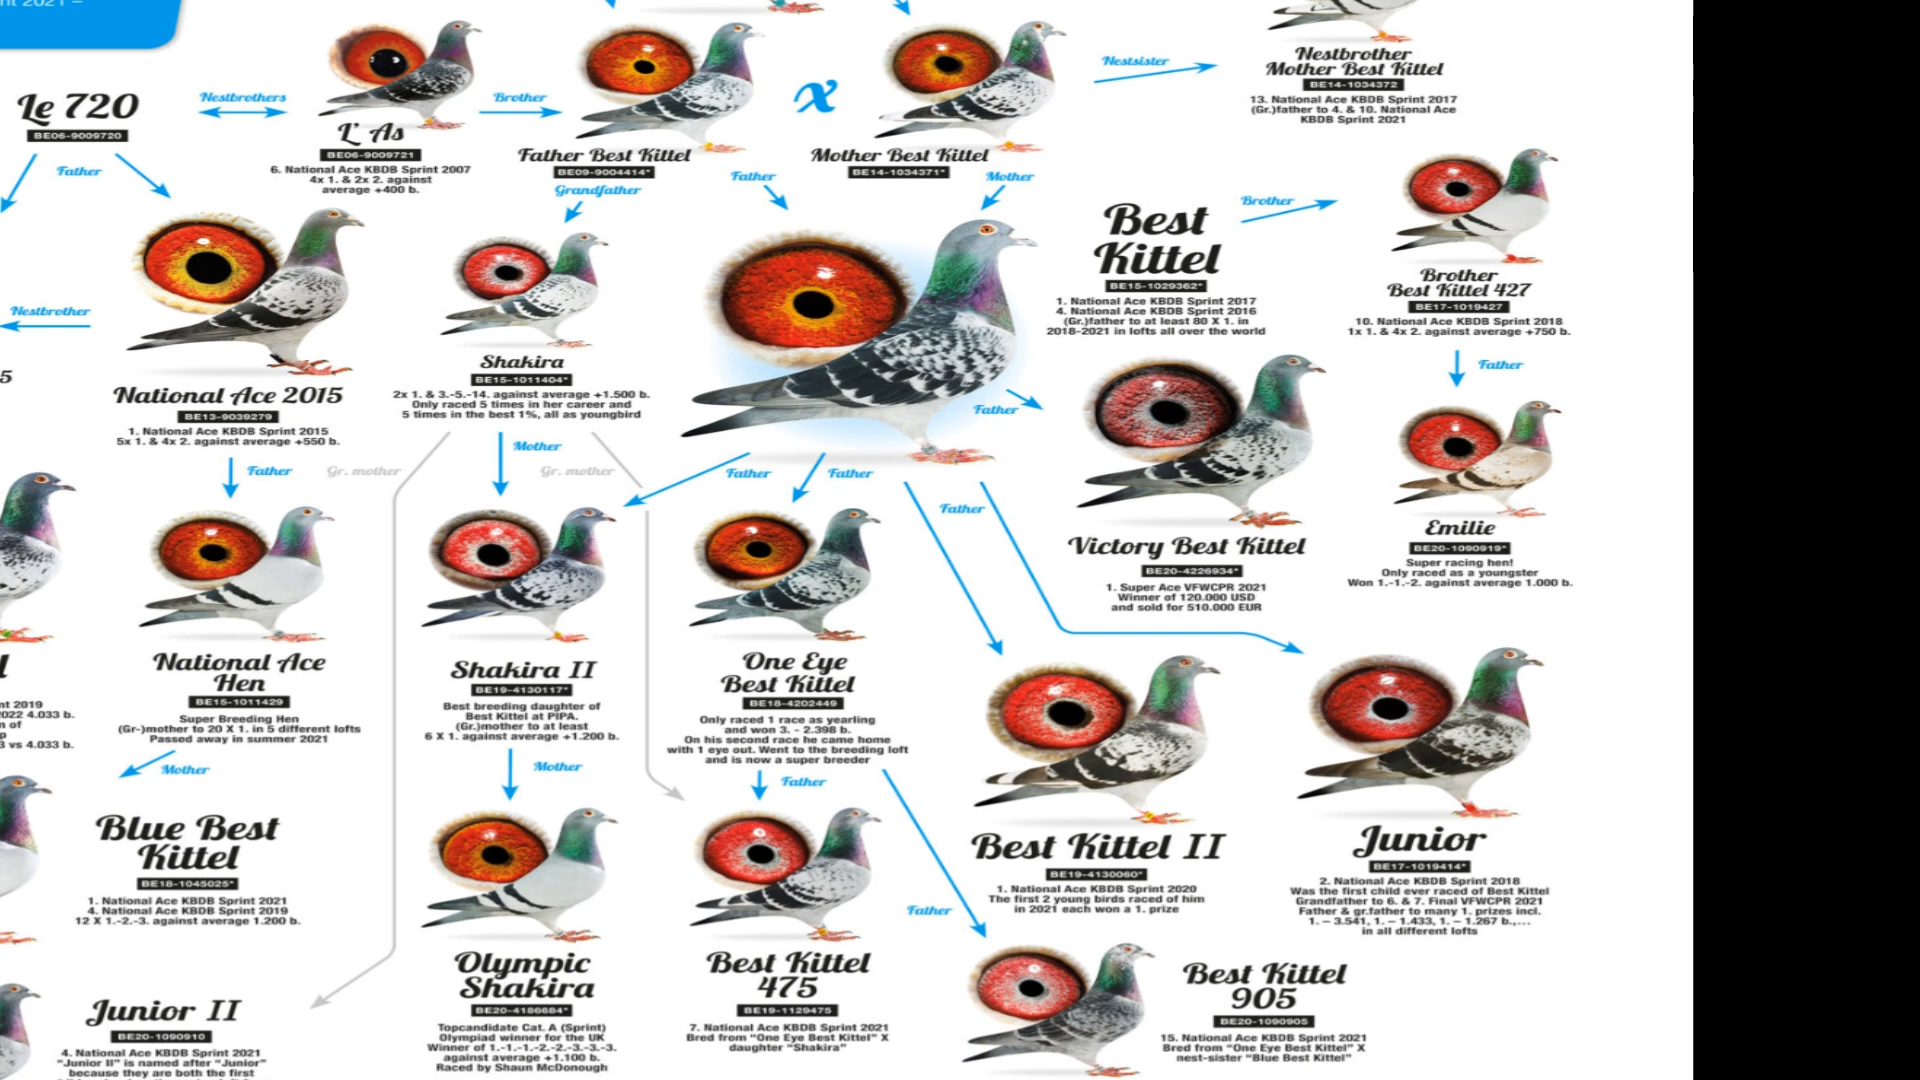 nt 2021 –
Le 720
BE06-9009720
Nestbrothers
L' As
BE06-9009721
6. National Ace KBDB Sprint 2007
4x 1. & 2x 2. against
average +400 b.
Brother
Father Best Kittel
BE09-9004414*
Grandfather
X
Mother Best Kittel
BE14-1034371*
Nestsister
Nestbrother
Mother Best Kittel
BE14-1034372
13. National Ace KBDB Sprint 2017
(Gr.)father to 4. & 10. National Ace
KBDB Sprint 2021
Father
Father
Mother
Nestbrother
5
National Ace 2015
BE13-9039279
1. National Ace KBDB Sprint 2015
5x 1. & 4x 2. against average +550 b.
Shakira
BE15-1011404*
2x 1. & 3.-5.-14. against average +1.500 b.
Only raced 5 times in her career and
5 times in the best 1%, all as youngbird
Best
Kittel
BE15-1029362*
1. National Ace KBDB Sprint 2017
4. National Ace KBDB Sprint 2016
(Gr.)father to at least 80 X 1. in
2018-2021 in lofts all over the world
Brother
Brother
Best Kittel 427
BE17-1019427
10. National Ace KBDB Sprint 2018
1x 1. & 4x 2. against average +750 b.
Father
Father
Father
Gr. mother
Mother
Gr. mother
Father
Father
Father
Victory Best Kittel
BE20-4226934*
1. Super Ace VFWCPR 2021
Winner of 120.000 USD
and sold for 510.000 EUR
Emilie
BE20-1090919*
Super racing hen!
Only raced as a youngster
Won 1.-1.-2. against average 1.000 b.
l
nt 2019
2022 4.033 b.
n of
p
3 vs 4.033 b.
National Ace
Hen
BE15-1011429
Super Breeding Hen
(Gr-)mother to 20 X 1. in 5 different lofts
Passed away in summer 2021
Mother
Shakira II
BE19-4130117*
Best breeding daughter of
Best Kittel at PIPA.
(Gr.)mother to at least
6 X 1. against average +1.200 b.
Mother
One Eye
Best Kittel
BE18-4202449
Only raced 1 race as yearling
and won 3. - 2.398 b.
On his second race he came home
with 1 eye out. Went to the breeding loft
and is now a super breeder
Father
Father
Blue Best
Kittel
BE18-1045025*
1. National Ace KBDB Sprint 2021
4. National Ace KBDB Sprint 2019
12 X 1.-2.-3. against average 1.200 b.
Best Kittel II
BE19-4130060*
1. National Ace KBDB Sprint 2020
The first 2 young birds raced of him
in 2021 each won a 1. prize
Junior
BE17-1019414*
2. National Ace KBDB Sprint 2018
Was the first child ever raced of Best Kittel
Grandfather to 6. & 7. Final VFWCPR 2021
Father & gr.father to many 1. prizes incl.
1. – 3.541, 1. – 1.433, 1. – 1.267 b.,...
in all different lofts
Junior II
BE20-1090910
4. National Ace KBDB Sprint 2021
"Junior II" is named after "Junior"
because they are both the first
Olympic
Shakira
BE20-4186684*
Topcandidate Cat. A (Sprint)
Olympiad winner for the UK
Winner of 1.-1.-1.-2.-2.-3.-3.-3.
against average +1.100 b.
Raced by Shaun McDonough
Best Kittel
475
BE19-1129475
7. National Ace KBDB Sprint 2021
Bred from "One Eye Best Kittel" X
daughter "Shakira"
Best Kittel
905
BE20-1090905
15. National Ace KBDB Sprint 2021
Bred from "One Eye Best Kittel" X
nest-sister "Blue Best Kittel"